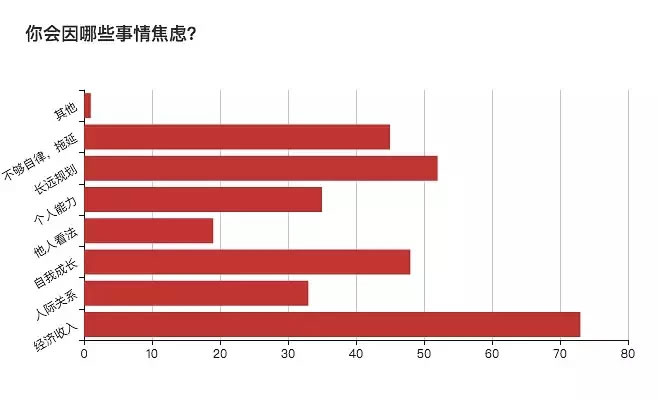 你会因哪些事情焦虑?
其他
不够自律，拖延
长远规划
个人能力
他人看法
自我成长
人际关系
经济收入
0 10 20 30 40 50 60 70 80